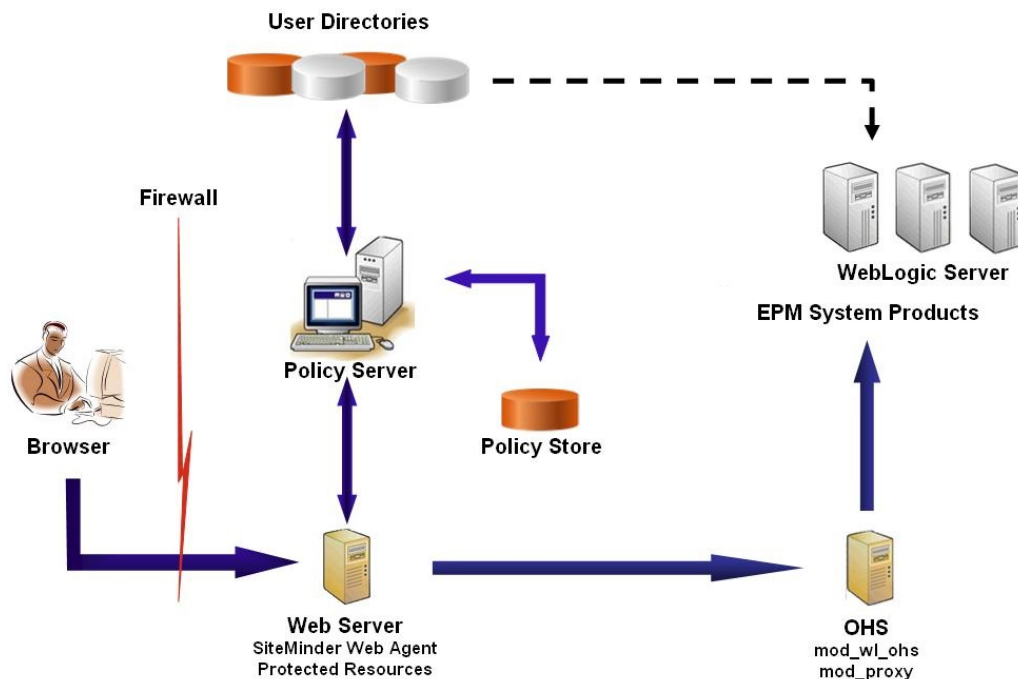 User Directories
Firewall
WebLogic Server
EPM System Products
Policy Server
Browser
Policy Store
Web Server
SiteMinder Web Agent
Protected Resources
OHS
mod_wl_ohs
mod_proxy